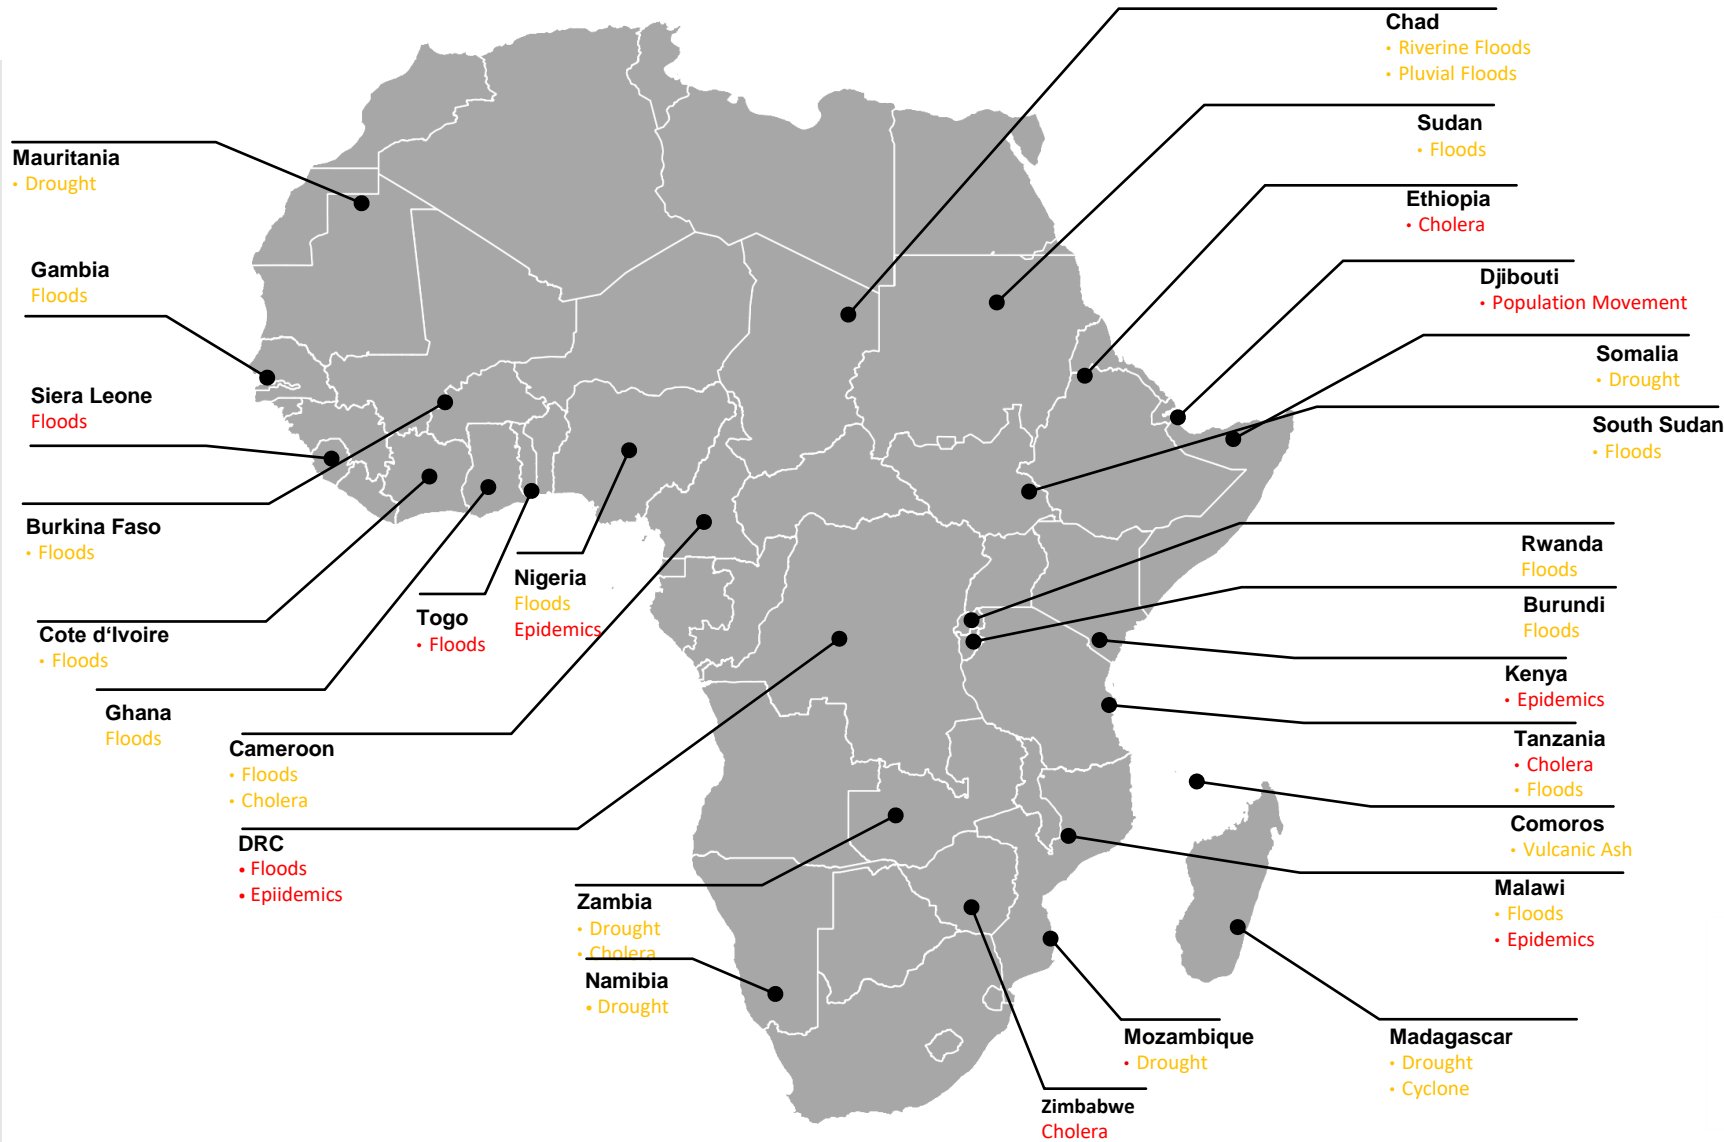 Chad
• Riverine Floods
• Pluvial Floods
Sudan
• Floods
Mauritania
• Drought
Ethiopia
• Cholera
Gambia
Floods
Djibouti
• Population Movement
Somalia
• Drought
Siera Leone
Floods
South Sudan
• Floods
Burkina Faso
• Floods
Rwanda
Floods
Nigeria
Floods
Epidemics
Burundi
Floods
Togo
• Floods
Cote d‘Ivoire
• Floods
Kenya
• Epidemics
Ghana
Floods
Tanzania
• Cholera
• Floods
Cameroon
• Floods
• Cholera
Comoros
• Vulcanic Ash
DRC
• Floods
• Epiidemics
Malawi
• Floods
• Epidemics
Zambia
• Drought
• Cholera
Namibia
• Drought
Mozambique
• Drought
Madagascar
• Drought
• Cyclone
Zimbabwe
Cholera